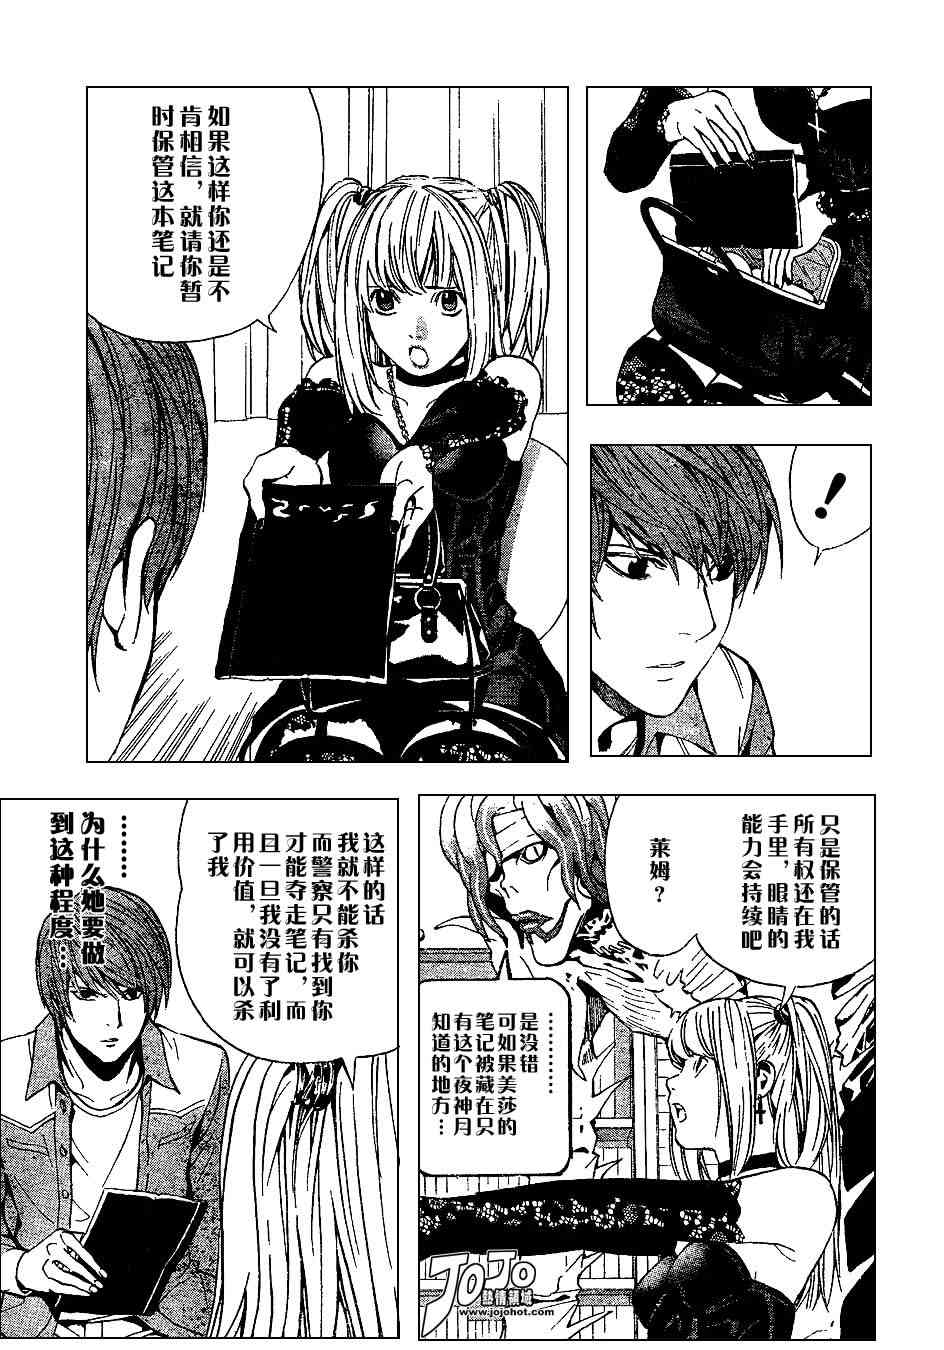 如果这样你还是不
肯相信，就请你暂
时保管这本笔记
！
只是保管的话
所有权还在我
手里，眼睛的
能力会持续吧
莱姆？
…………
是没错
可如果美莎的
笔记被藏在只
有这个夜神月
知道的地方…
这样的话
我就不能杀你
而警察只有找到你
才能夺走笔记，而
且一旦我没有了利
用价值，就可以杀
了我
………
为什么她要做
到这种程度…
JOJO
熱情領域
www.jojohot.com